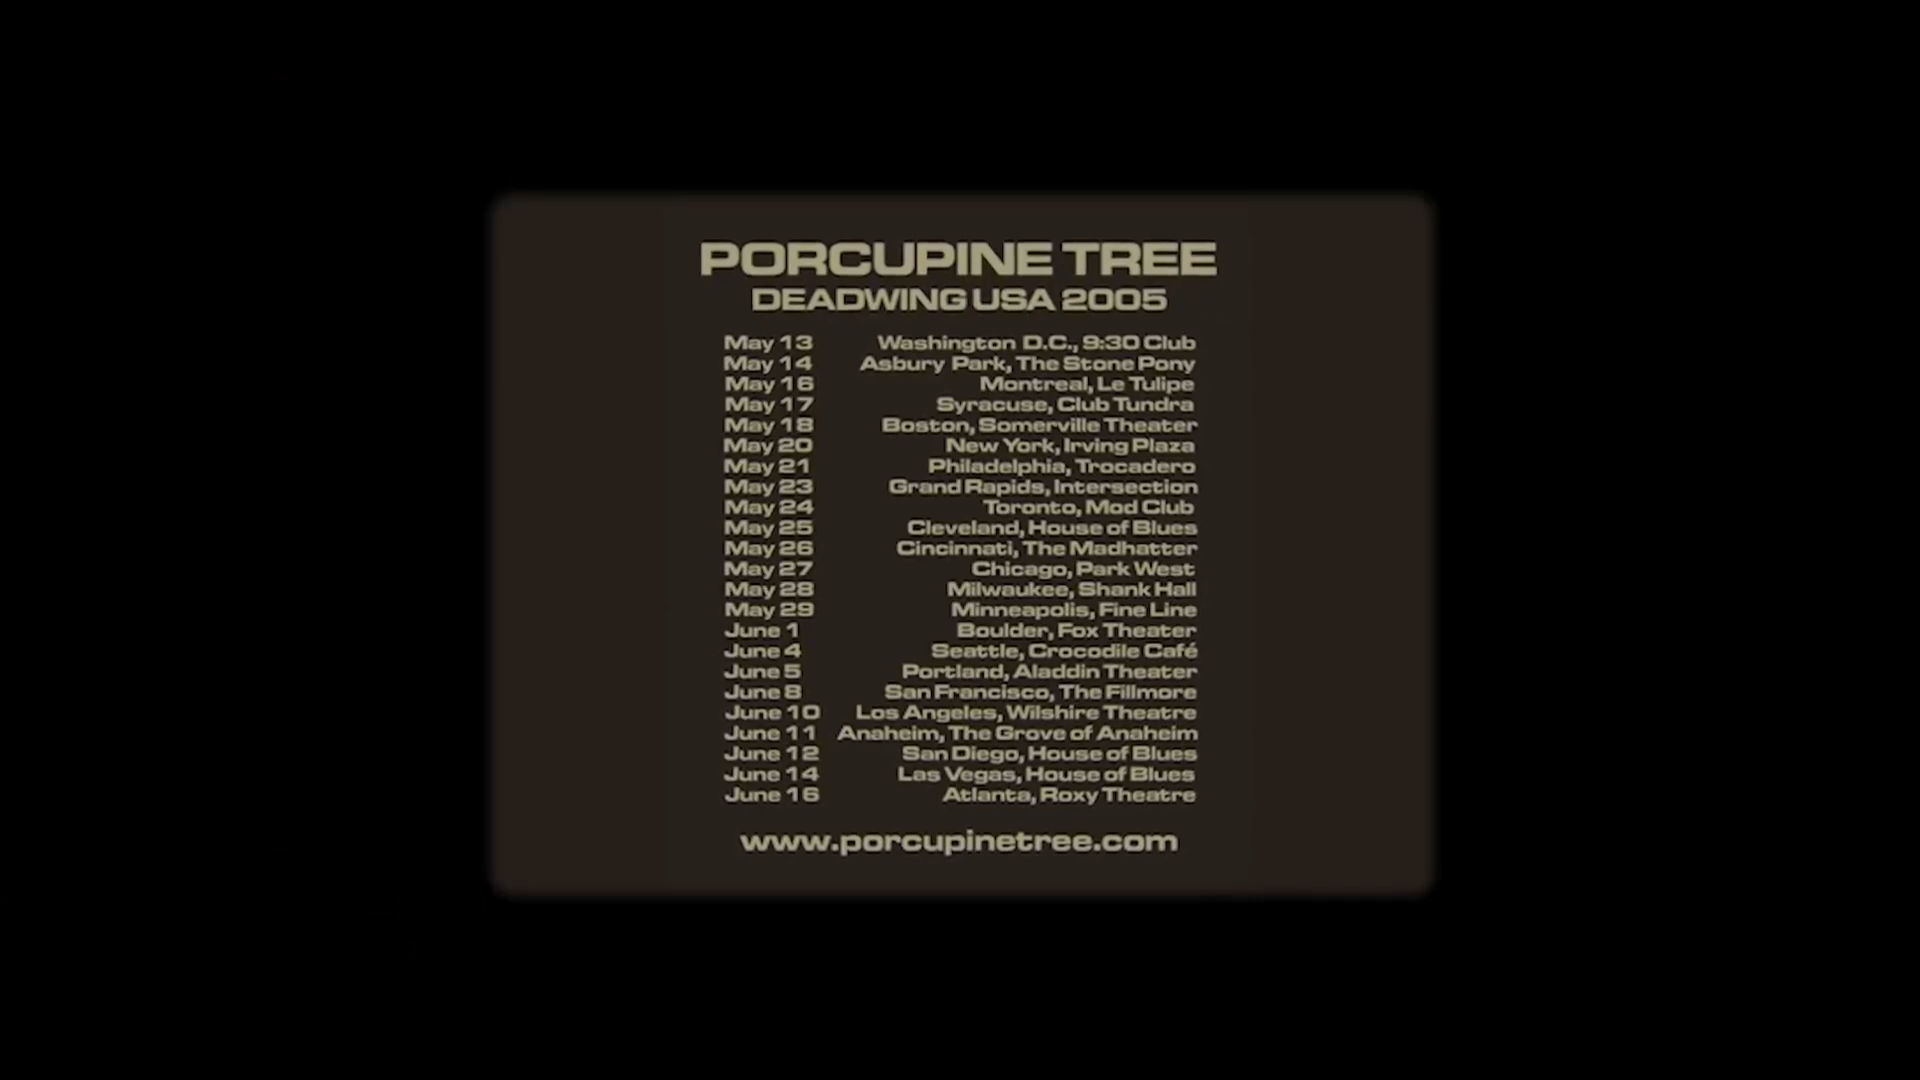 PORCUPINE TREE
DEADWING USA 2005
May 13 Washington D.C., 9:30 Club
May 14 Asbury Park, The Stone Pony
May 16 Montreal, Le Tulipe
May 17 Syracuse, Club Tundra
May 18 Boston, Somerville Theater
May 20 New York, Irving Plaza
May 21 Philadelphia, Trocadero
May 23 Grand Rapids, Intersection
May 24 Toronto, Mod Club
May 25 Cleveland, House of Blues
May 26 Cincinnati, The Madhatter
May 27 Chicago, Park West
May 28 Milwaukee, Shank Hall
May 29 Minneapolis, Fine Line
June 1 Boulder, Fox Theater
June 4 Seattle, Crocodile Café
June 5 Portland, Aladdin Theater
June 8 San Francisco, The Fillmore
June 10 Los Angeles, Wilshire Theatre
June 11 Anaheim, The Grove of Anaheim
June 12 San Diego, House of Blues
June 14 Las Vegas, House of Blues
June 16 Atlanta, Roxy Theatre
www.porcupinetree.com